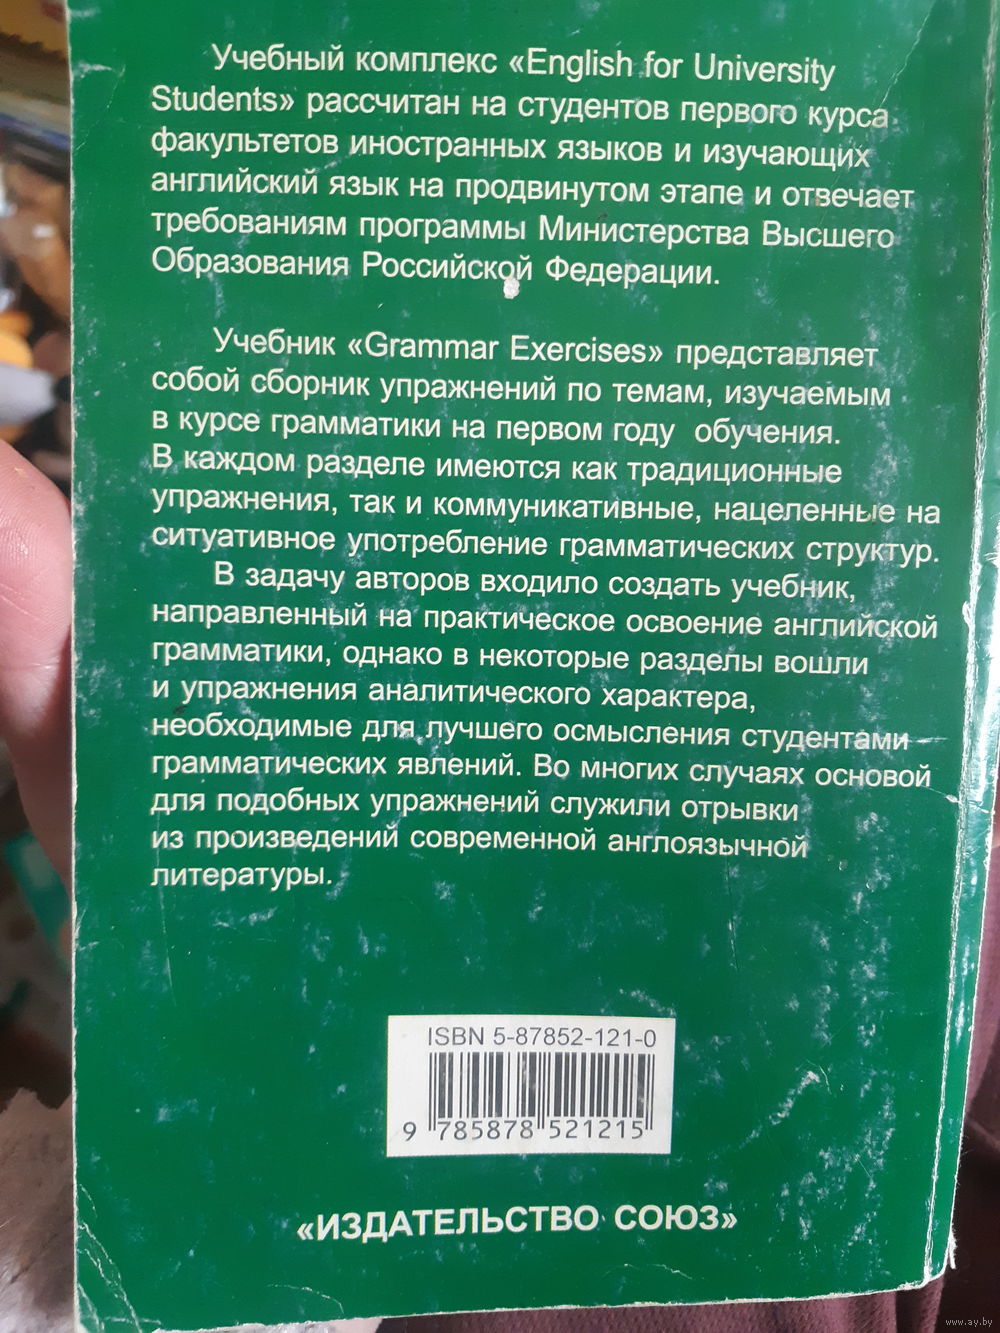 Учебный комплекс «English for University
Students» рассчитан на студентов первого курса
факультетов иностранных языков и изучающих
английский язык на продвинутом этапе и отвечает
требованиям программы Министерства Высшего
Образования Российской Федерации.
Учебник «Grammar Exercises» представляет
собой сборник упражнений по темам, изучаемым
в курсе грамматики на первом году обучения.
В каждом разделе имеются как традиционные
упражнения, так и коммуникативные, нацеленные на
ситуативное употребление грамматических структур.
В задачу авторов входило создать учебник,
направленный на практическое освоение английской
грамматики, однако в некоторые разделы вошли
и упражнения аналитического характера,
необходимые для лучшего осмысления студентами
грамматических явлений. Во многих случаях основой
для подобных упражнений служили отрывки
из произведений современной англоязычной
литературы.
ISBN 5-87852-121-0
9 785878 521215
«ИЗДАТЕЛЬСТВО СОЮЗ»
www.ay.by